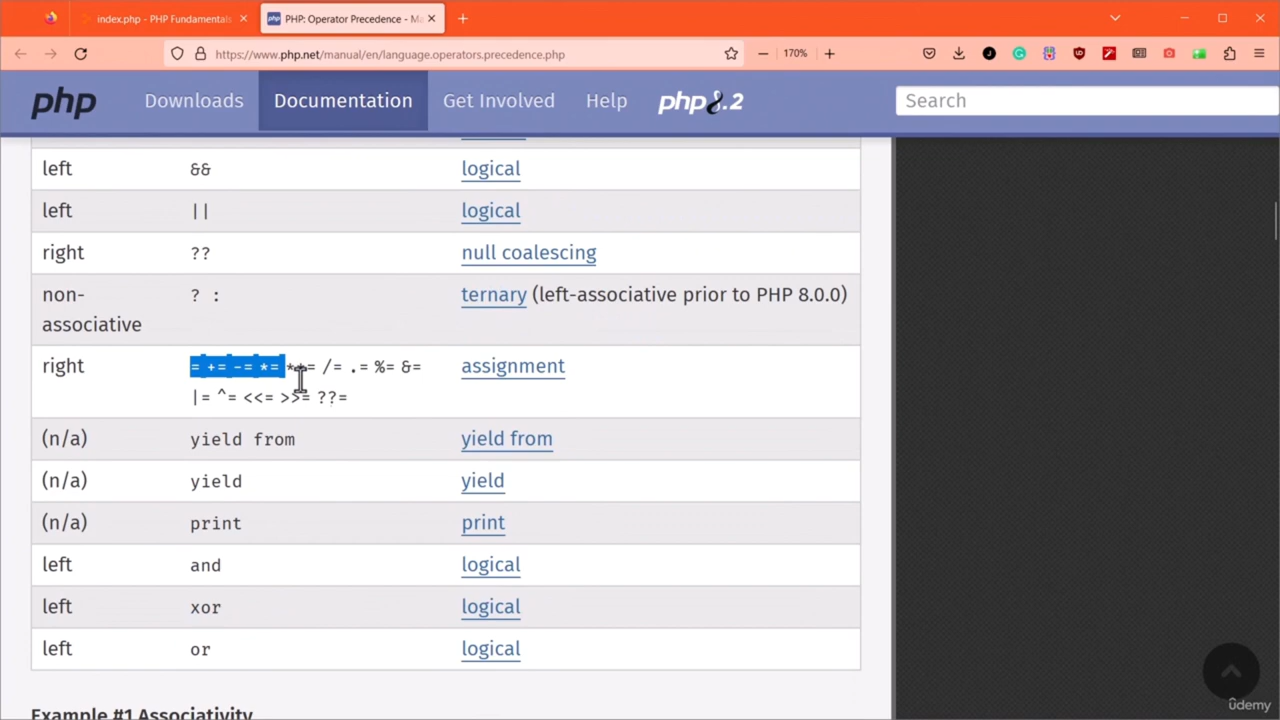 index.php - PHP Fundamentals
PHP: Operator Precedence - Ma
https://www.php.net/manual/en/language.operators.precedence.php
170%
php
Downloads
Documentation
Get Involved
Help
php8.2
Search
left && logical
left || logical
right ?? null coalescing
non- ? : ternary (left-associative prior to PHP 8.0.0)
associative
right = += -= *= **= /= .= %= &= assignment
|= ^= <<= >>= ??=
(n/a) yield from yield from
(n/a) yield yield
(n/a) print print
left and logical
left xor logical
left or logical
Example #1 Associativity
udemy